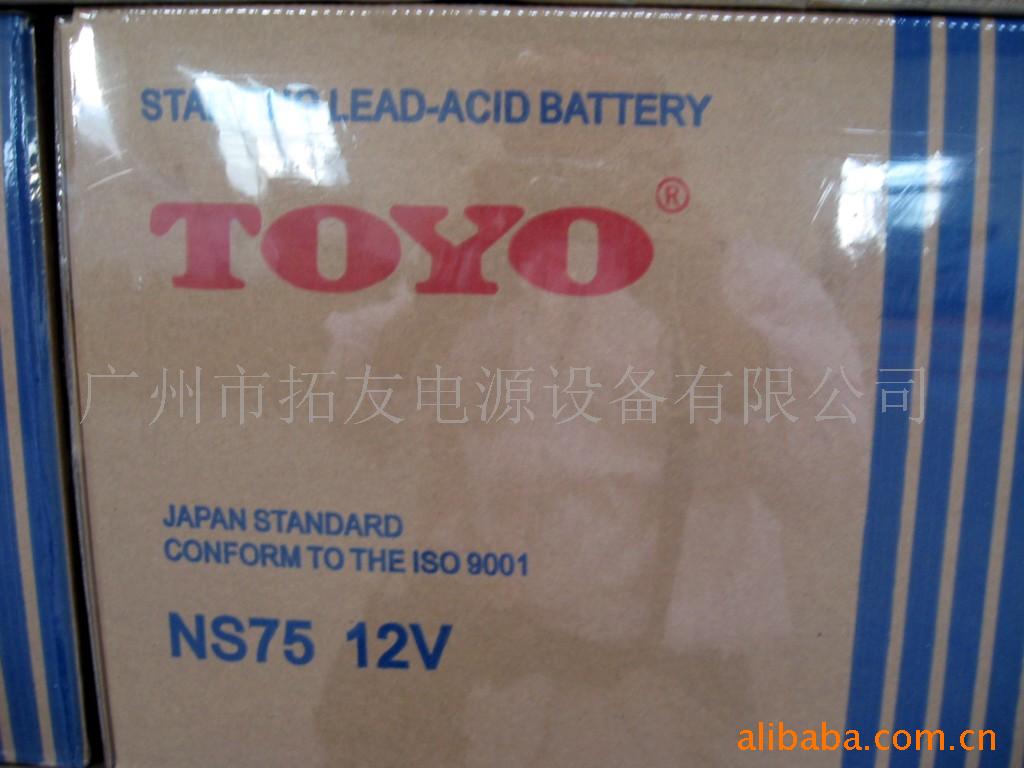 LEAD-ACID BATTERY
TOYO®
广州市拓友电源设备有限公司
JAPAN STANDARD
CONFORM TO THE ISO 9001
NS75 12V
alibaba.com.cn